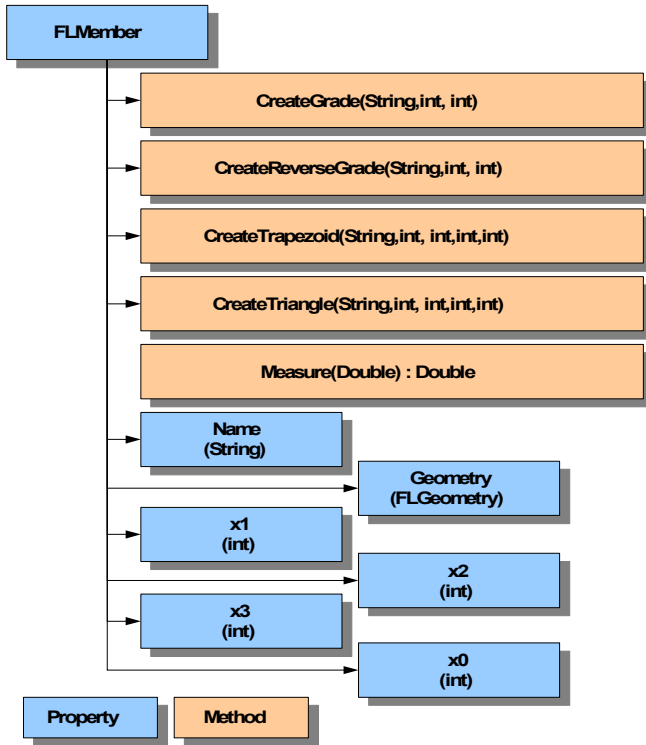 FLMember
CreateGrade(String,int, int)
CreateReverseGrade(String,int, int)
CreateTrapezoid(String,int, int,int,int)
CreateTriangle(String,int, int,int,int)
Measure(Double) : Double
Name
(String)
Geometry
(FLGeometry)
x1
(int)
x2
(int)
x3
(int)
x0
(int)
Property
Method